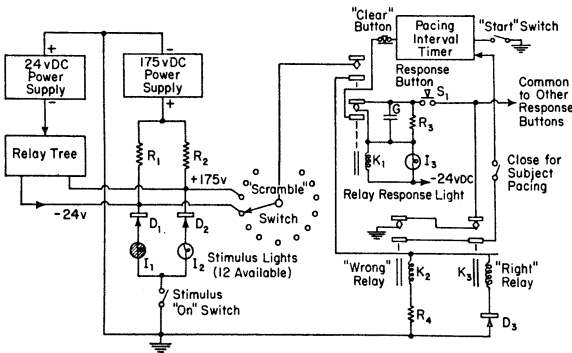 "Clear"
Button
Pacing
Interval
Timer
"Start" Switch
+
24 vDC
Power
Supply
−
−
175 vDC
Power
Supply
+
Response
Button
S1
Common
to Other
Response
Buttons
G
R3
Relay Tree
R1
R2
K1
I3
−24vDC
Relay Response Light
Close for
Subject
Pacing
+175v
−24v
"Scramble"
Switch
D1
D2
I1
I2
Stimulus Lights
(12 Available)
Stimulus
"On" Switch
"Wrong"
Relay
K2
K3
"Right"
Relay
R4
D3